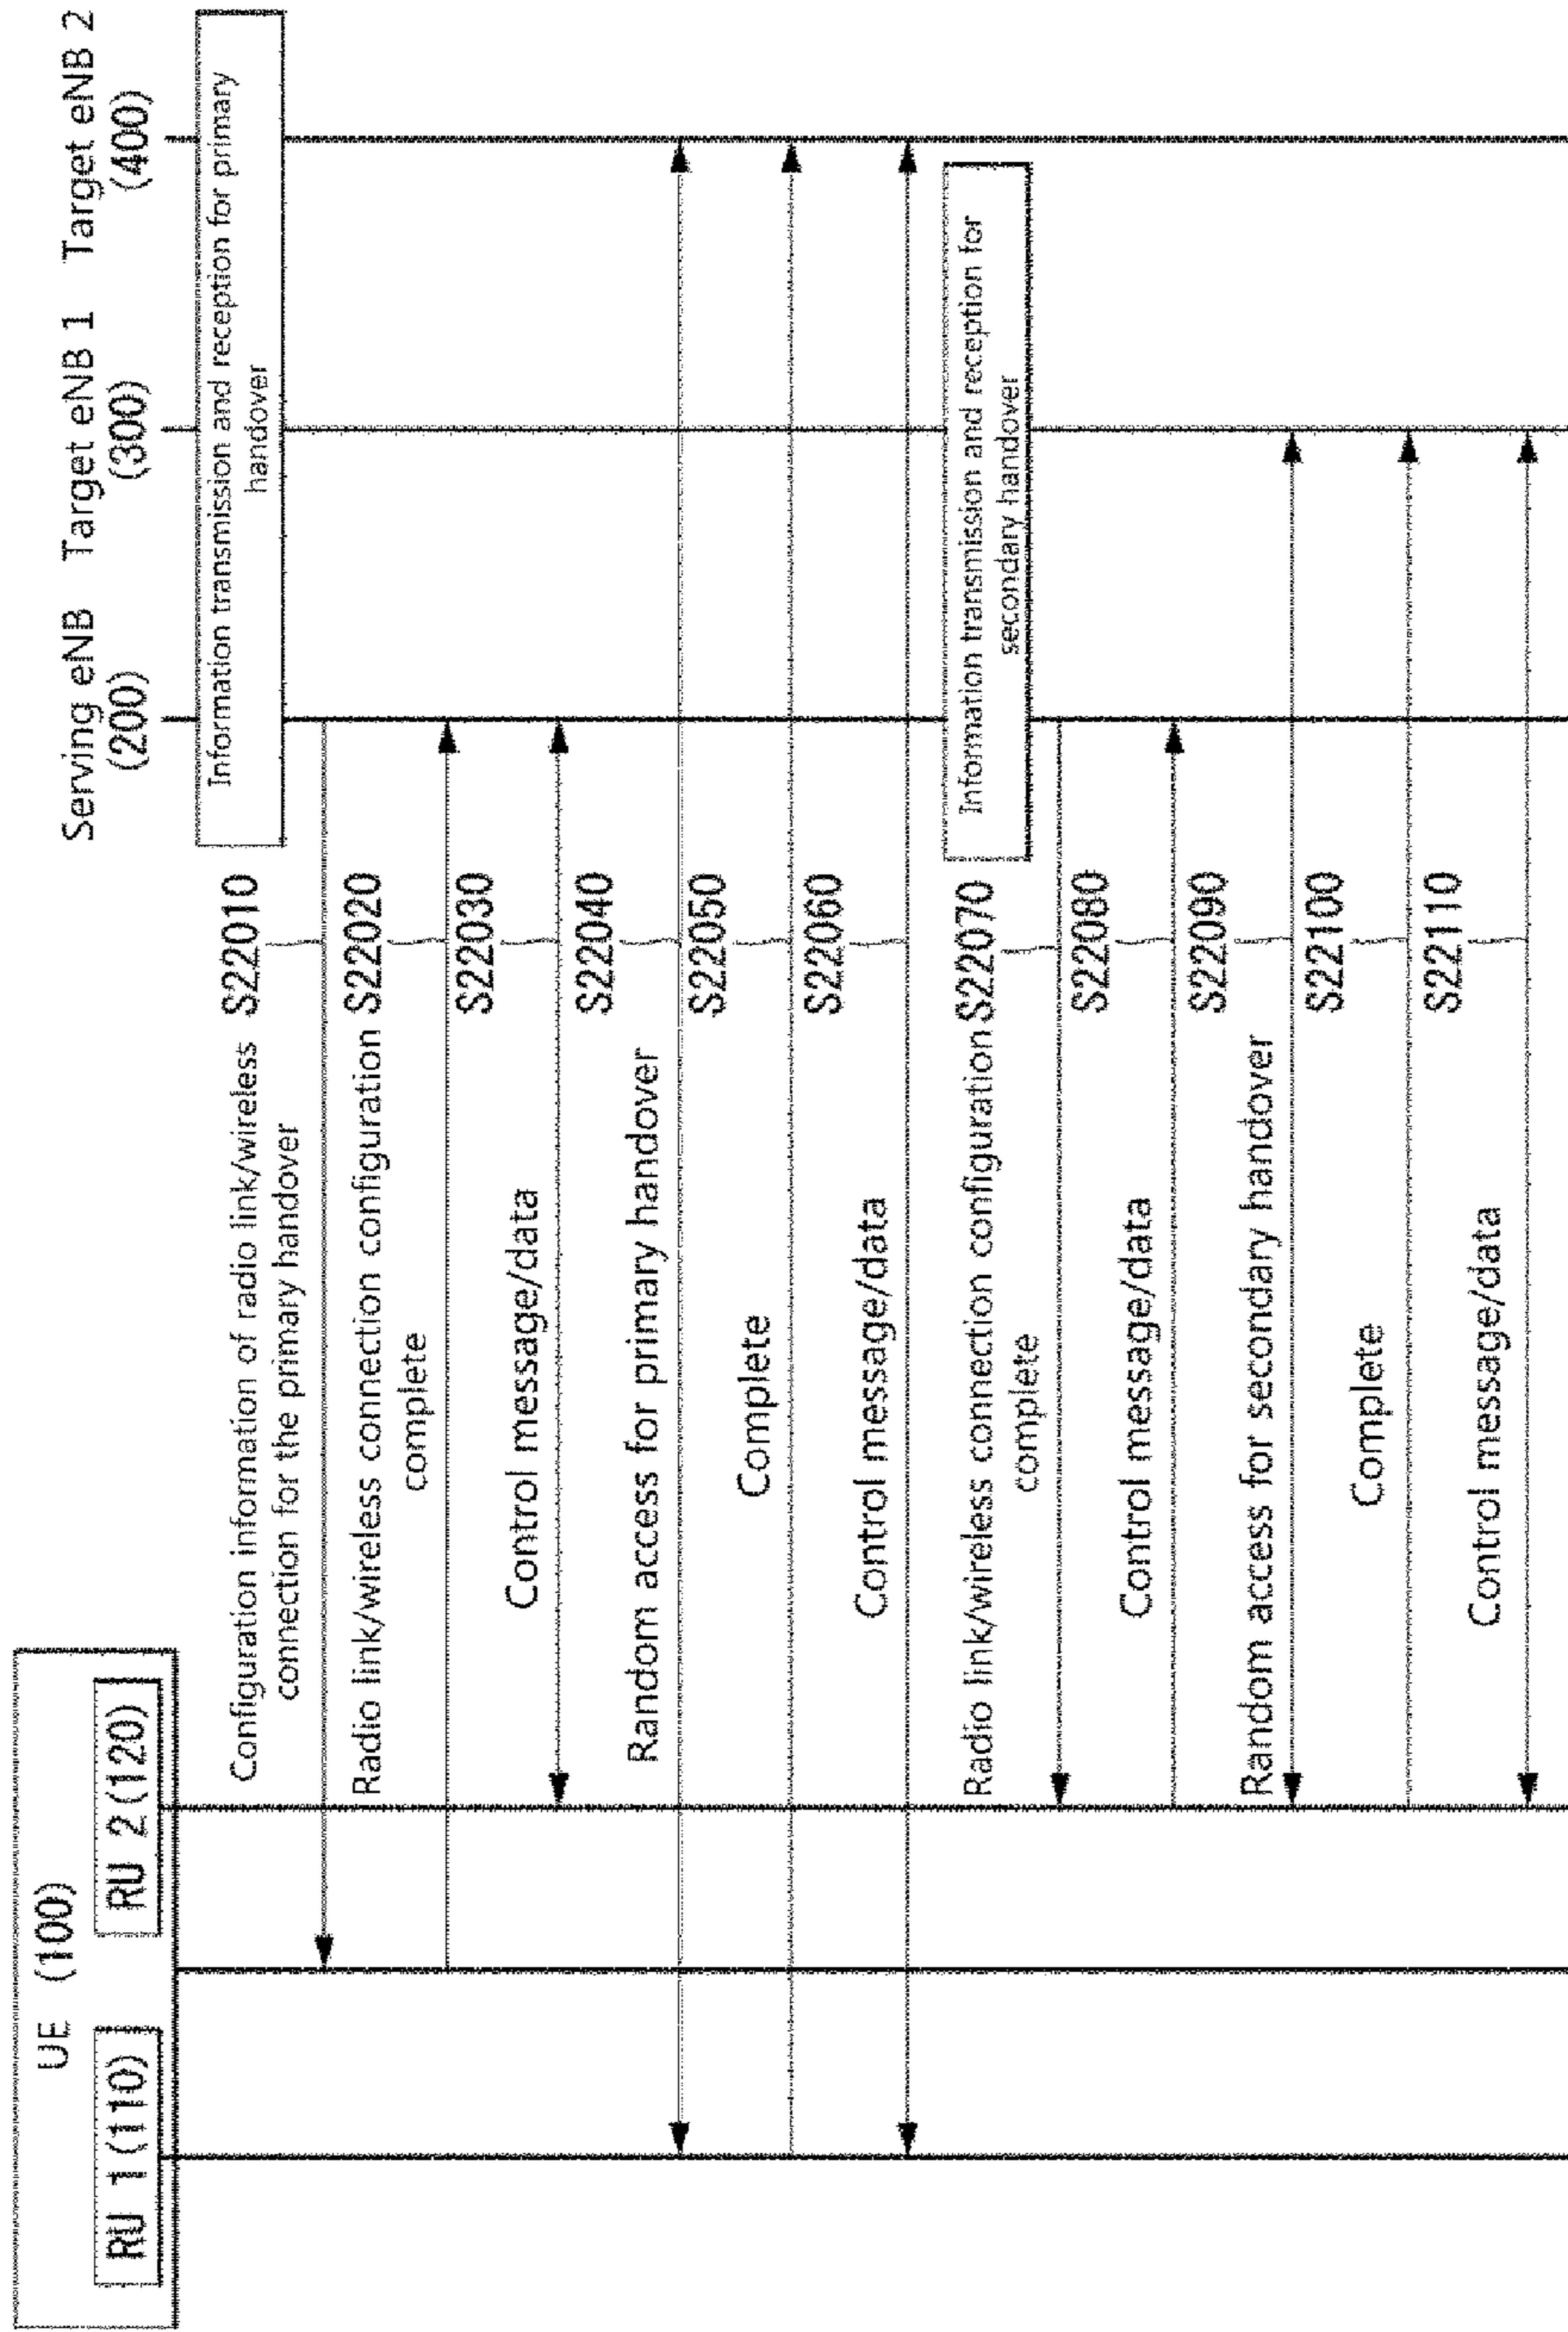 UE (100)
RU 1(110)
RU 2(120)
Serving eNB
(200)
Target eNB 1
(300)
Target eNB 2
(400)
Information transmission and reception for primary
handover
Configuration information of radio link/wireless
connection for the primary handover
S22010
Radio link/wireless connection configuration
complete
S22020
Control message/data
S22030
Random access for primary handover
S22040
Complete
S22050
Control message/data
S22060
Information transmission and reception for
secondary handover
Radio link/wireless connection configuration
complete
S22070
Control message/data
S22080
Random access for secondary handover
S22090
Complete
S22100
Control message/data
S22110